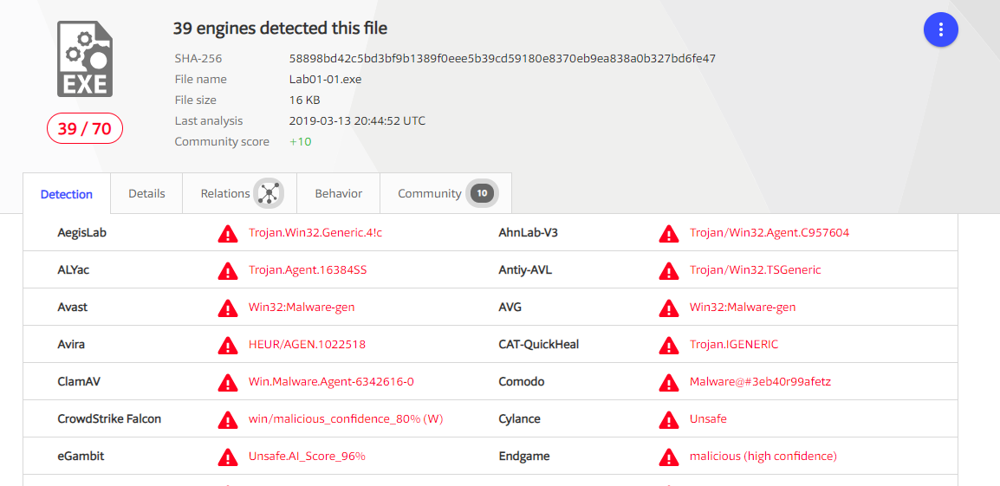 39 engines detected this file
SHA-256 58898bd42c5bd3bf9b1389f0eee5b39cd59180e8370eb9ea838a0b327bd6fe47
File name Lab01-01.exe
File size 16 KB
Last analysis 2019-03-13 20:44:52 UTC
Community score +10
EXE
39 / 70
Detection Details Relations Behavior Community 10
AegisLab Trojan.Win32.Generic.4!c AhnLab-V3 Trojan/Win32.Agent.C957604
ALYac Trojan.Agent.16384SS Antiy-AVL Trojan/Win32.TSGeneric
Avast Win32:Malware-gen AVG Win32:Malware-gen
Avira HEUR/AGEN.1022518 CAT-QuickHeal Trojan.IGENERIC
ClamAV Win.Malware.Agent-6342616-0 Comodo Malware@#3eb40r99afetz
CrowdStrike Falcon win/malicious_confidence_80% (W) Cylance Unsafe
eGambit Unsafe.AI_Score_96% Endgame malicious (high confidence)